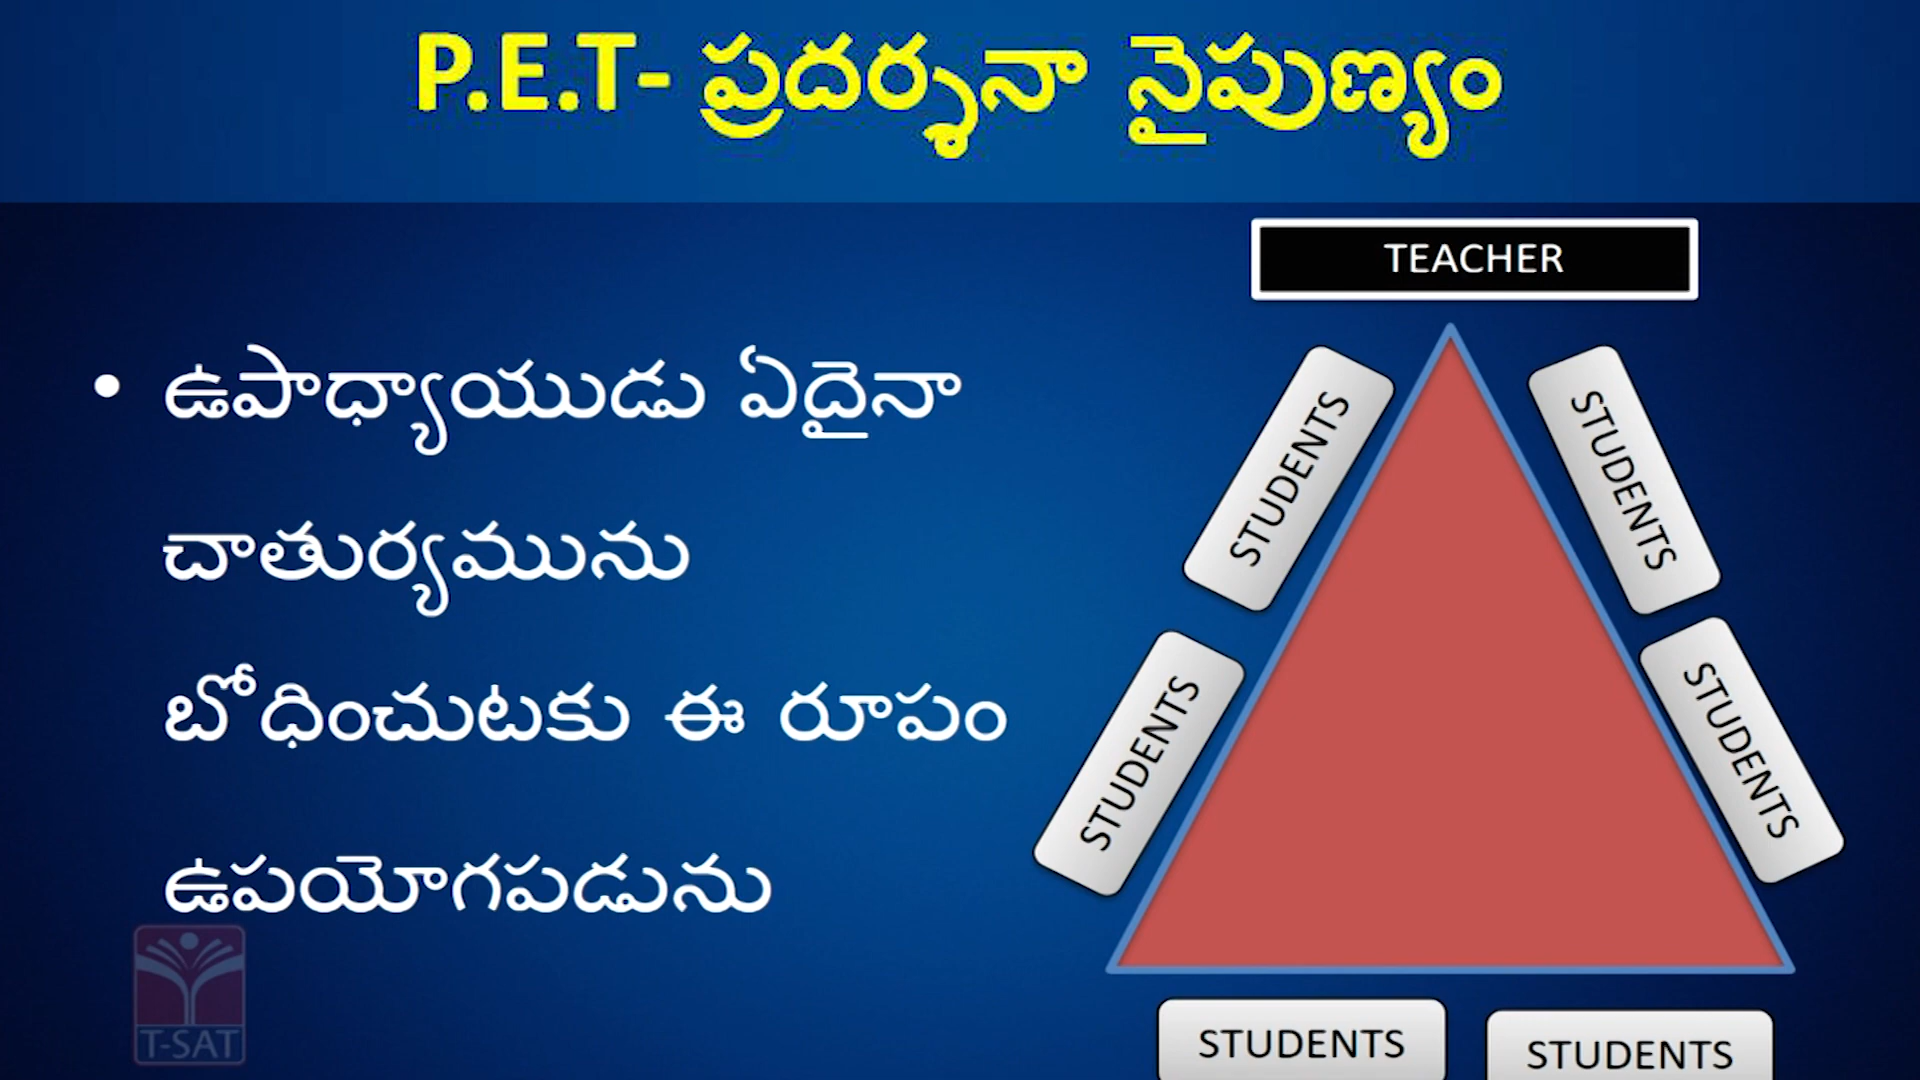 P.E.T- ప్రదర్శనా నైపుణ్యం
TEACHER
• ఉపాధ్యాయుడు ఏదైనా
చాతుర్యమును
బోధించుటకు ఈ రూపం
ఉపయోగపడును
STUDENTS
STUDENTS
STUDENTS
STUDENTS
STUDENTS
STUDENTS
T-SAT